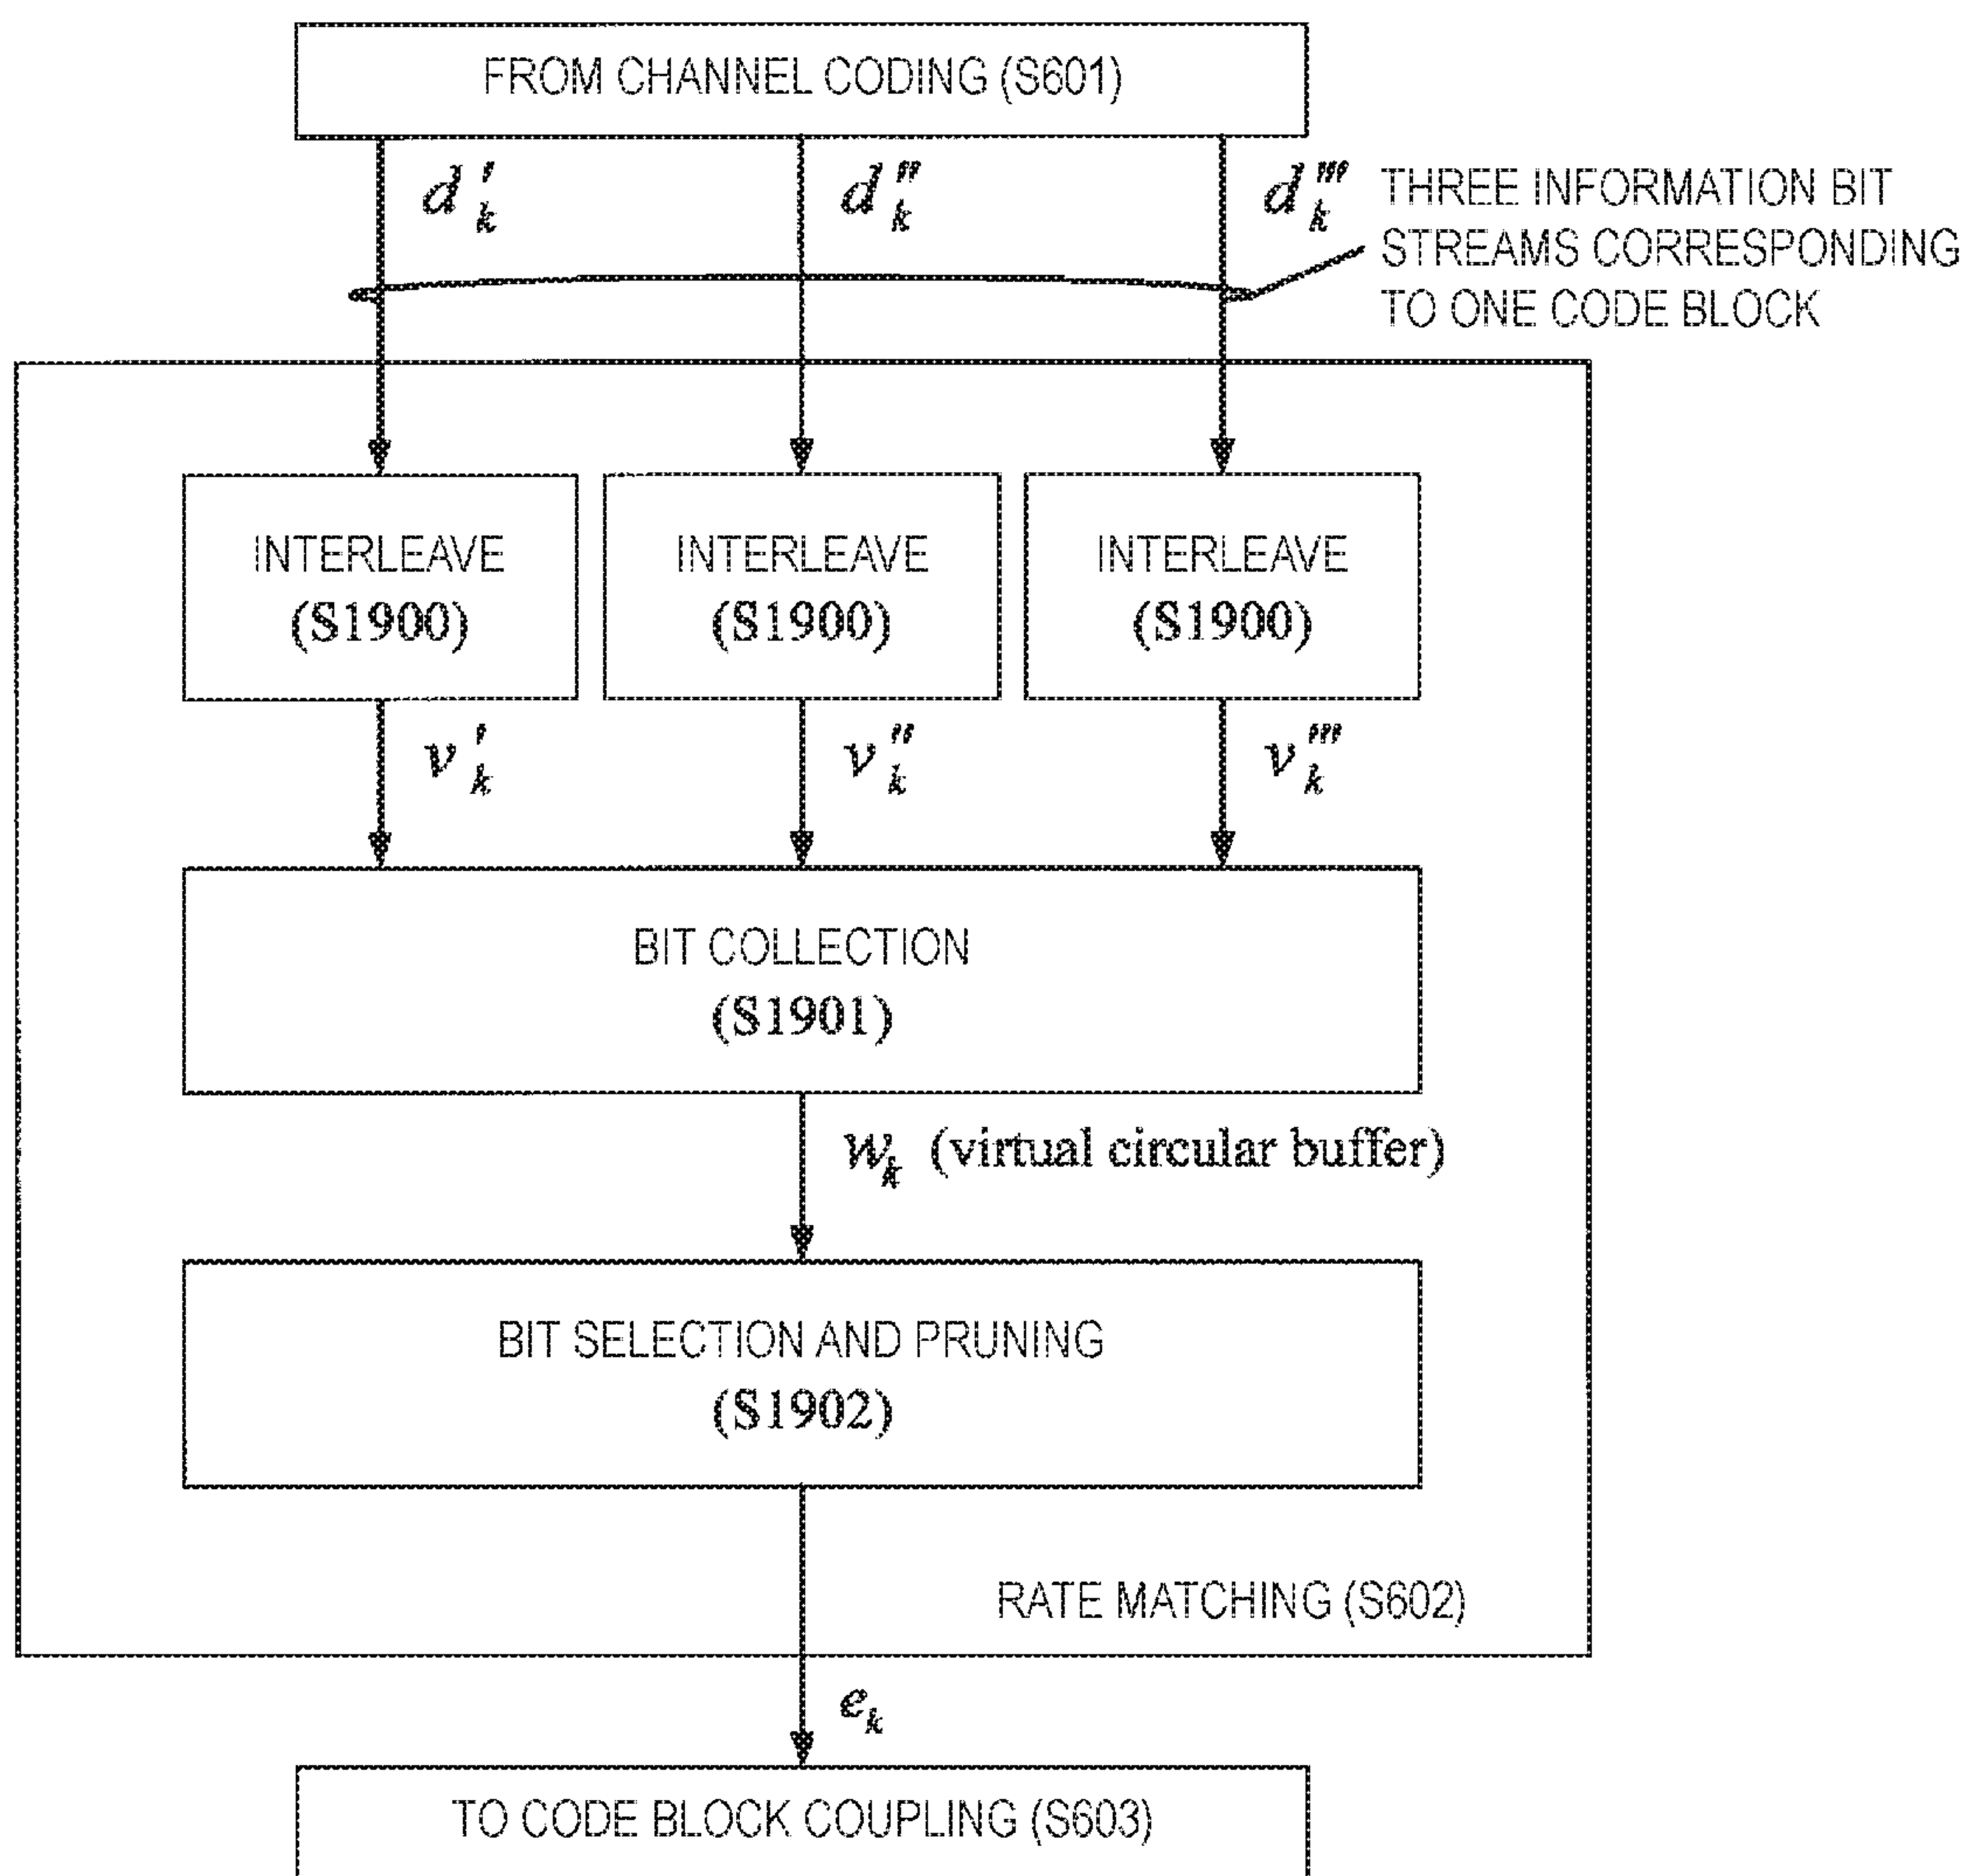 FROM CHANNEL CODING (S601)
d'k d''k d'''k
THREE INFORMATION BIT
STREAMS CORRESPONDING
TO ONE CODE BLOCK
INTERLEAVE INTERLEAVE INTERLEAVE
(S1900) (S1900) (S1900)
v'k v''k v'''k
BIT COLLECTION
(S1901)
wk (virtual circular buffer)
BIT SELECTION AND PRUNING
(S1902)
RATE MATCHING (S602)
ek
TO CODE BLOCK COUPLING (S603)